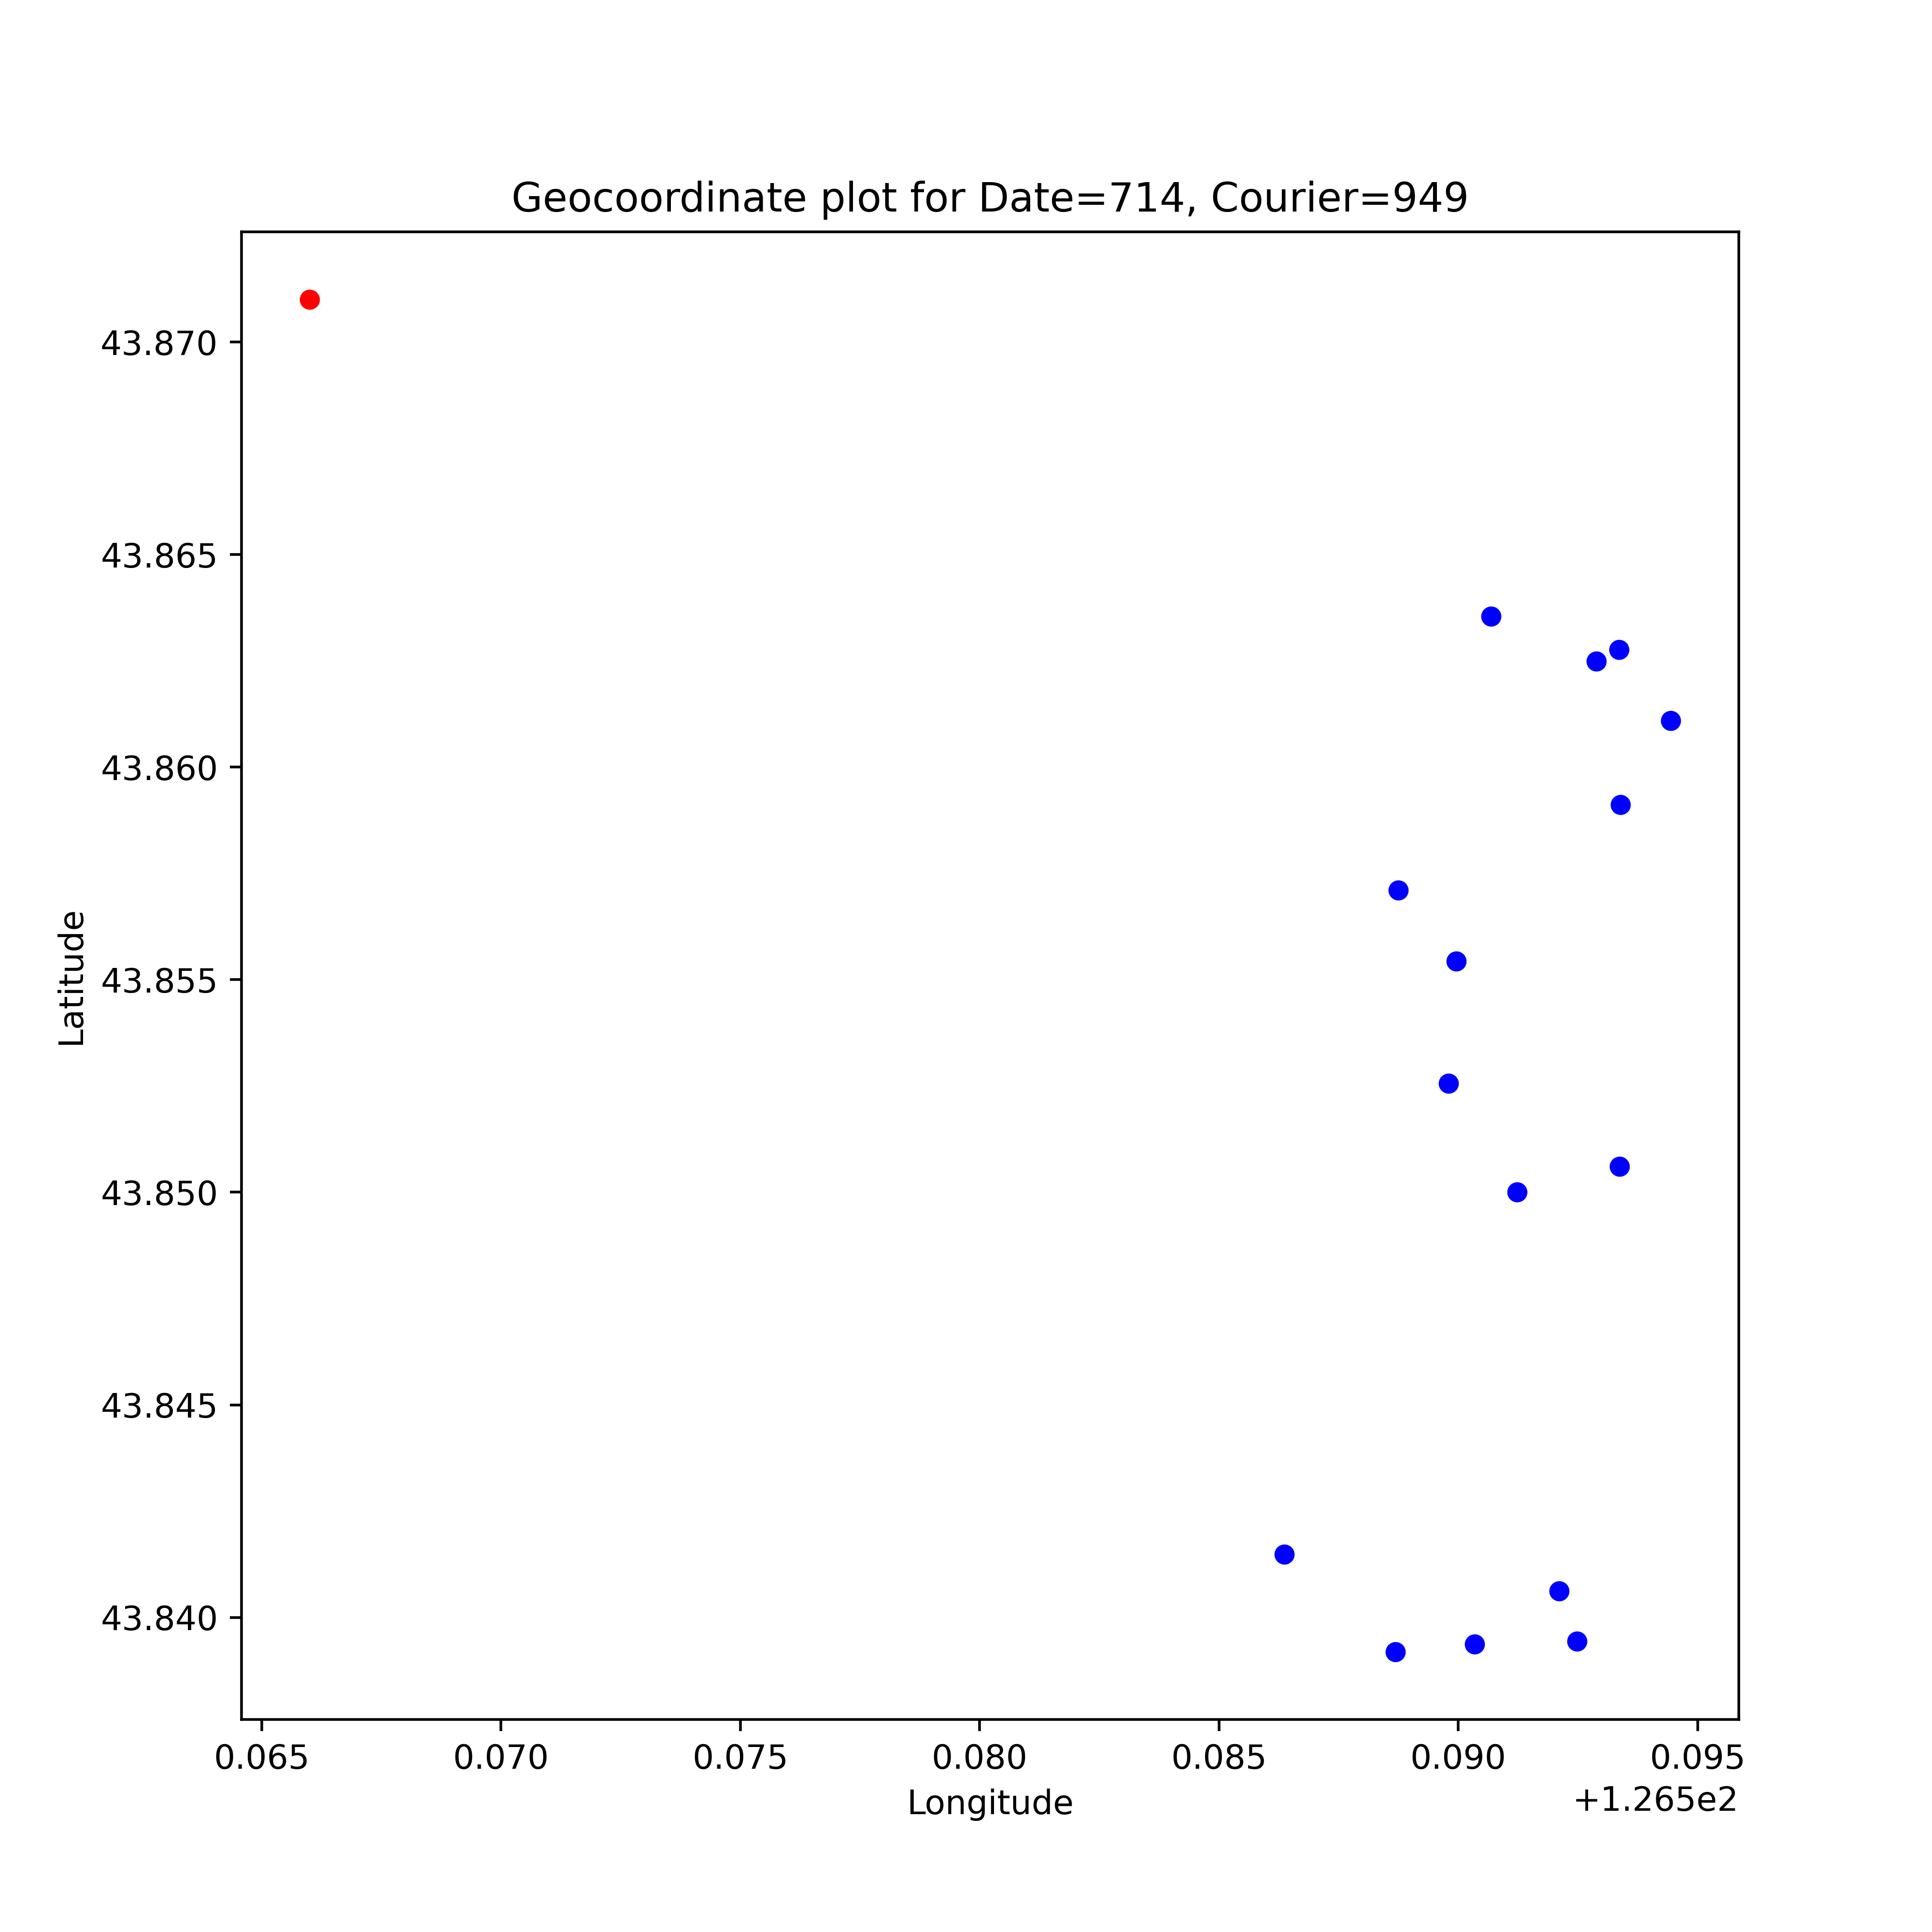 Geocoordinate plot for Date=714, Courier=949
43.870
43.865
43.860
43.855
43.850
43.845
43.840
Latitude
0.065 0.070 0.075 0.080 0.085 0.090 0.095
Longitude
+1.265e2